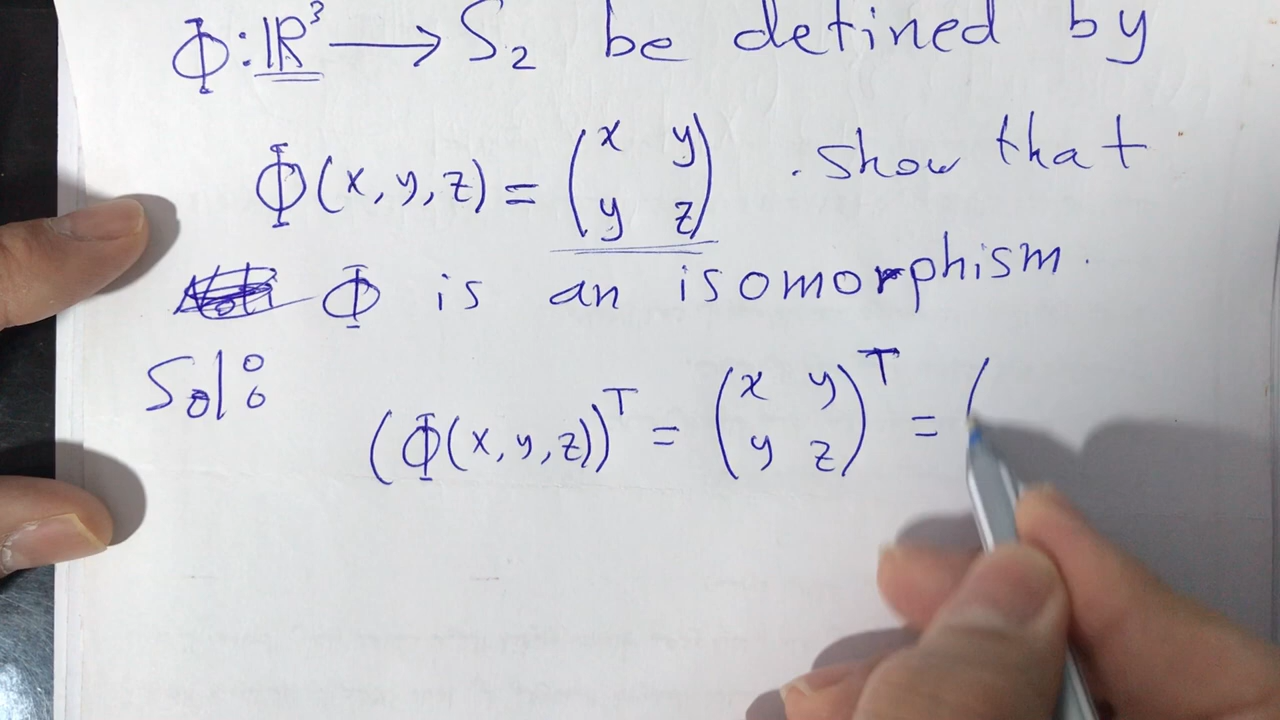 Φ:ℝ³ ⟶ S₂ be defined by
Φ(x,y,z) = (x y
y z) . show that
Φ is an isomorphism.
Sol:
(Φ(x,y,z))ᵀ = (x y
y z)ᵀ = (